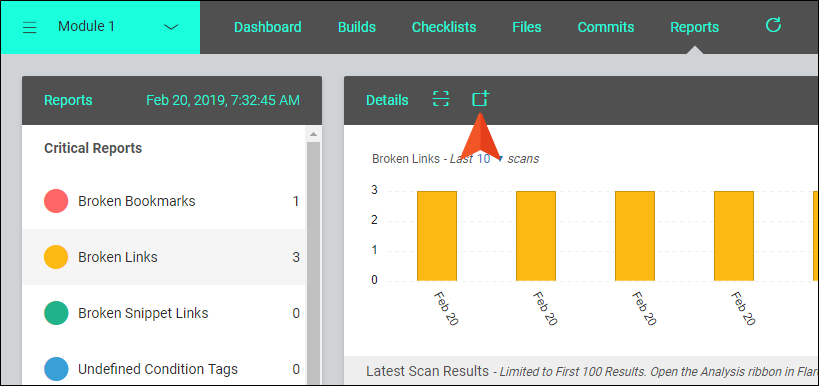 Module 1
Dashboard Builds Checklists Files Commits Reports
Reports Feb 20, 2019, 7:32:45 AM
Critical Reports
Broken Bookmarks 1
Broken Links 3
Broken Snippet Links 0
Undefined Condition Tags 0
Details
Broken Links - Last 10 scans
3
2
1
0
Feb 20 Feb 20 Feb 20 Feb 20
Latest Scan Results - Limited to First 100 Results. Open the Analysis ribbon in